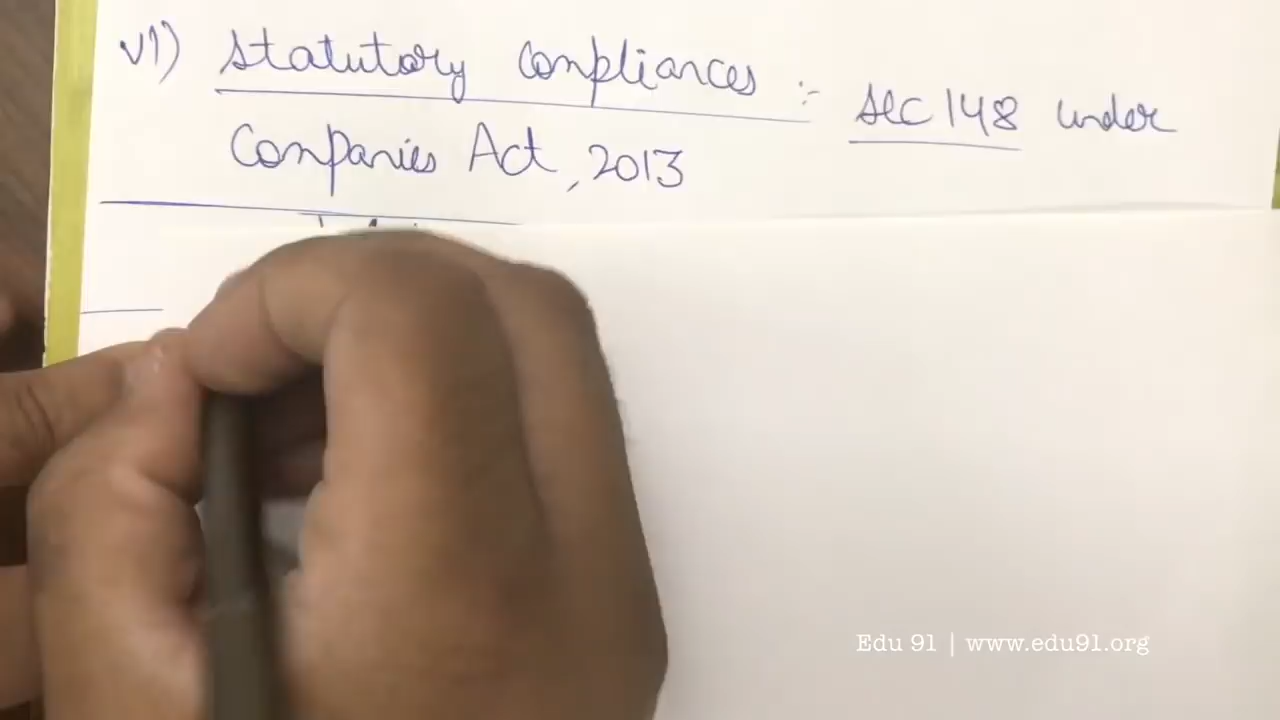 vi) Statutory compliances :- sec 148 under
Companies Act, 2013
Edu 91 | www.edu91.org